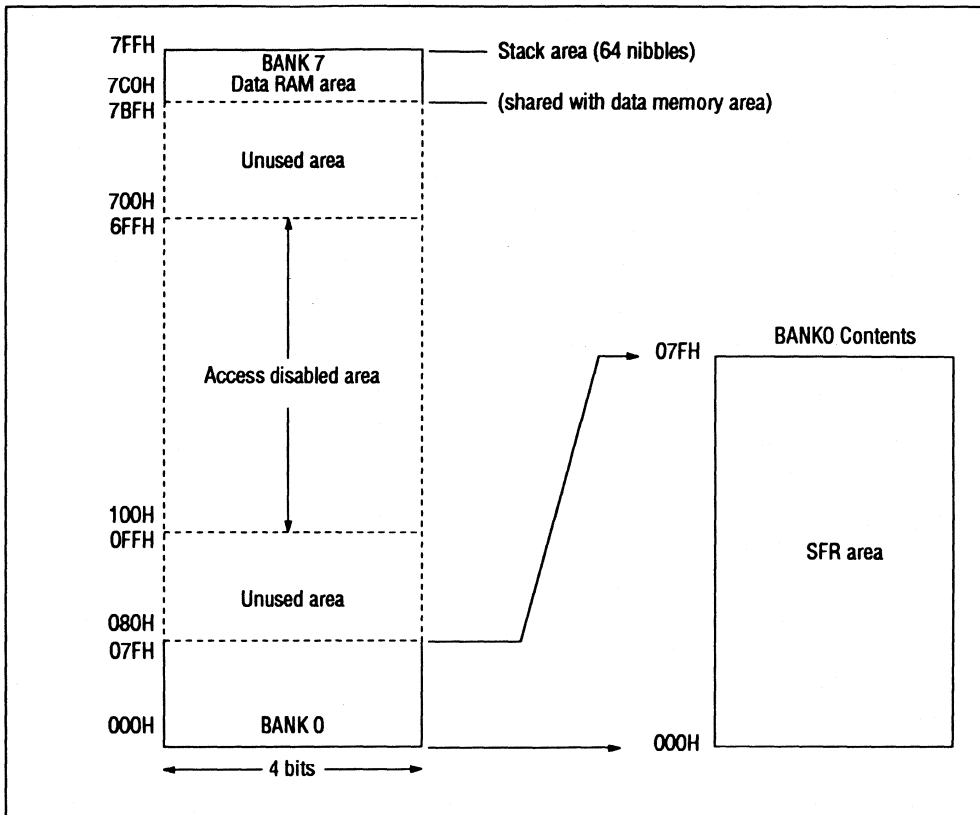 7FFH
BANK 7
Stack area (64 nibbles)
7C0H
Data RAM area
7BFH
(shared with data memory area)
Unused area
700H
6FFH
Access disabled area
100H
0FFH
Unused area
080H
07FH
000H
BANK 0
4 bits
BANK0 Contents
07FH
SFR area
000H